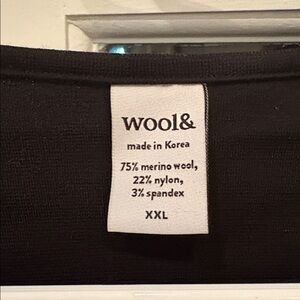 wool&
made in Korea
75% merino wool,
22% nylon,
3% spandex
XXL